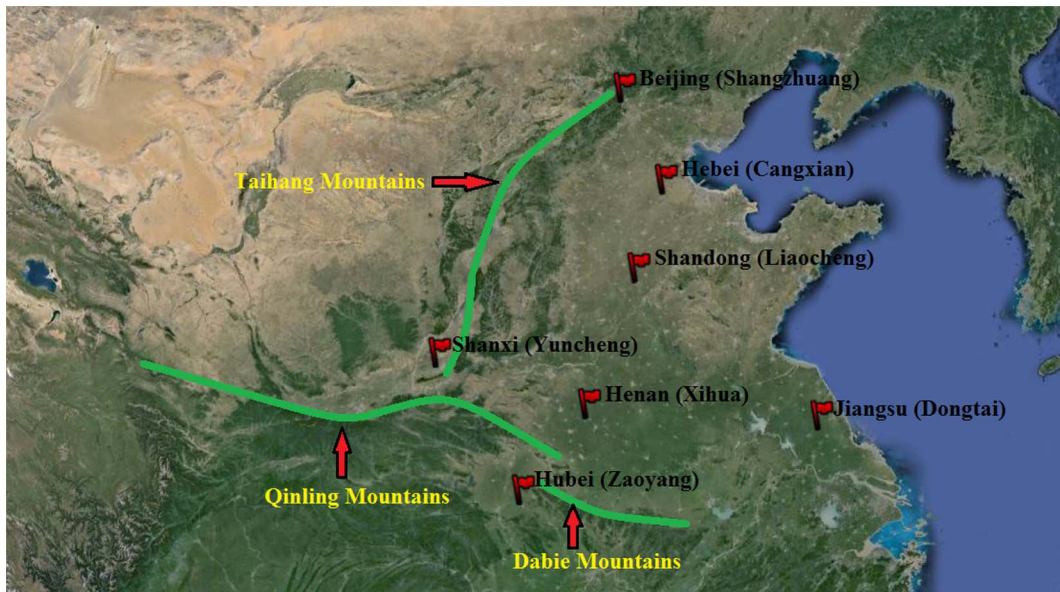 Beijing (Shangzhuang)
Hebei (Cangxian)
Taihang Mountains
Shandong (Liaocheng)
Shanxi (Yuncheng)
Henan (Xihua)
Jiangsu (Dongtai)
Hubei (Zaoyang)
Qinling Mountains
Dabie Mountains